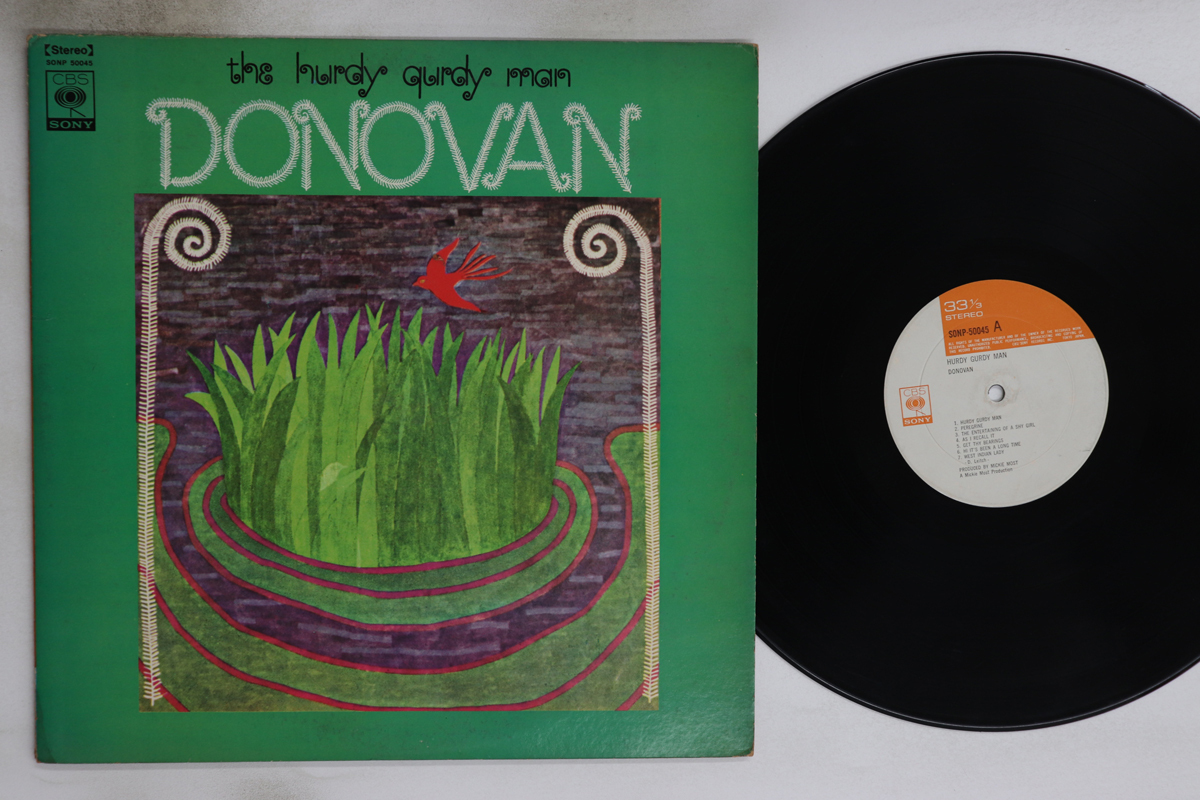 【Stereo】
SONP 50045
CBS
SONY
the hurdy gurdy man
DONOVAN
33 1/3
STEREO
SONP-50045 A
HURDY GURDY MAN
DONOVAN
CBS
SONY
1. HURDY GURDY MAN
2. PEREGRINE
3. THE ENTERTAINING OF A SHY GIRL
4. AS I RECALL IT
5. GET THY BEARINGS
6. HI IT'S BEEN A LONG TIME
7. WEST INDIAN LADY
-D. Leitch-
PRODUCED BY MICKIE MOST
A Mickie Most Production